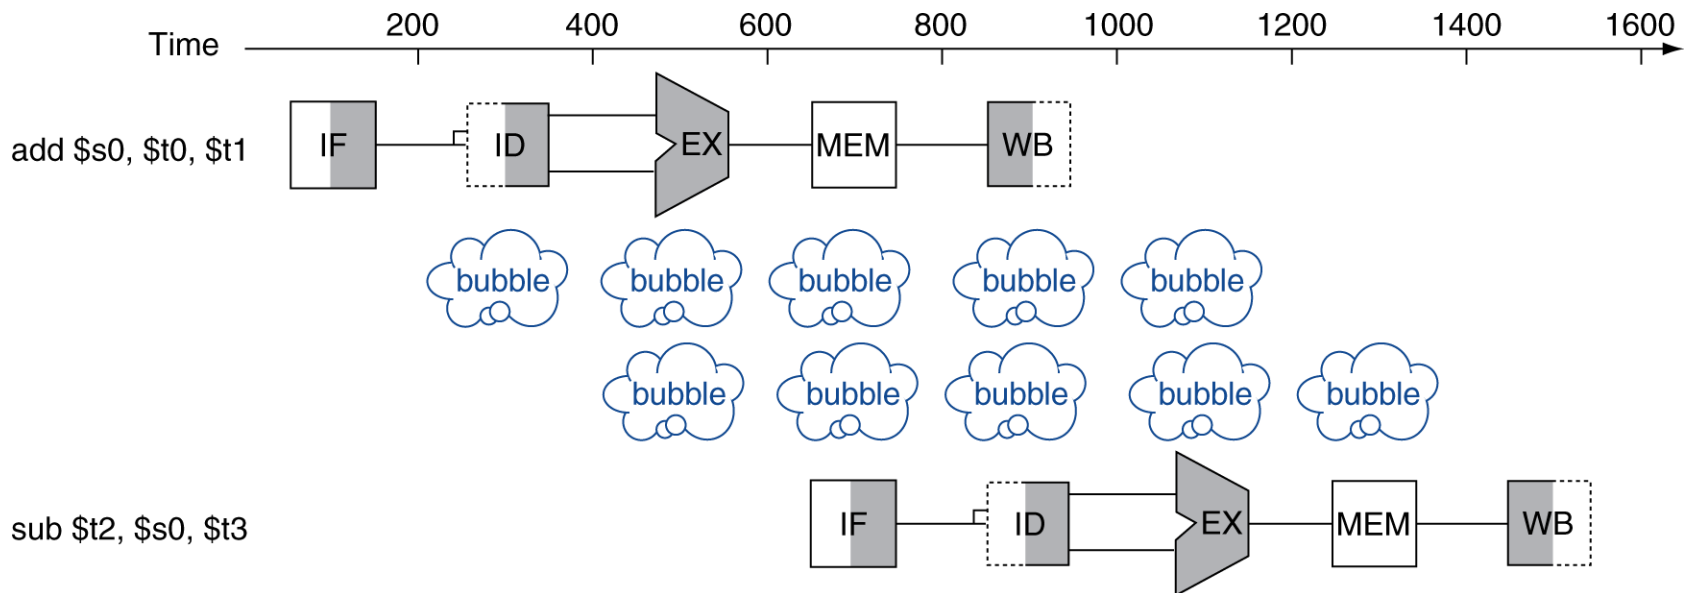 Time 200 400 600 800 1000 1200 1400 1600
add $s0, $t0, $t1 IF ID EX MEM WB
bubble bubble bubble bubble bubble
bubble bubble bubble bubble bubble
sub $t2, $s0, $t3 IF ID EX MEM WB